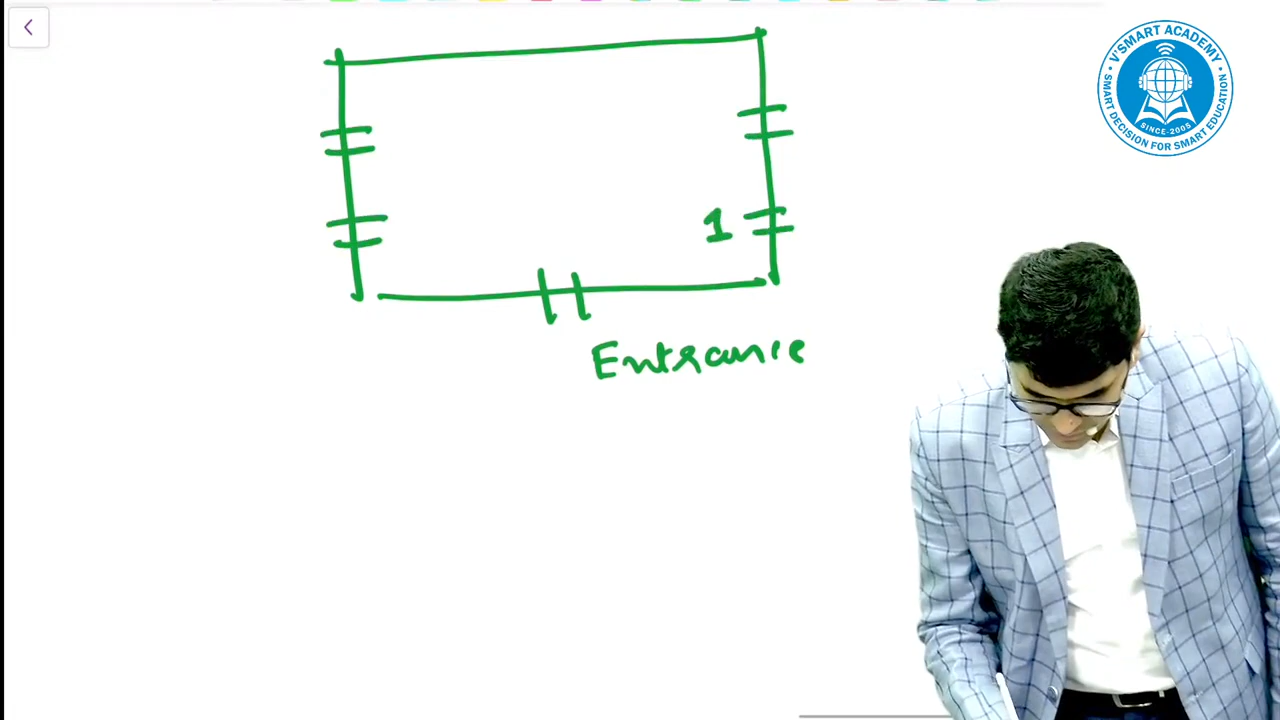 1
Entrance
• V'SMART ACADEMY •
SMART DECISION FOR SMART EDUCATION
SINCE-2005